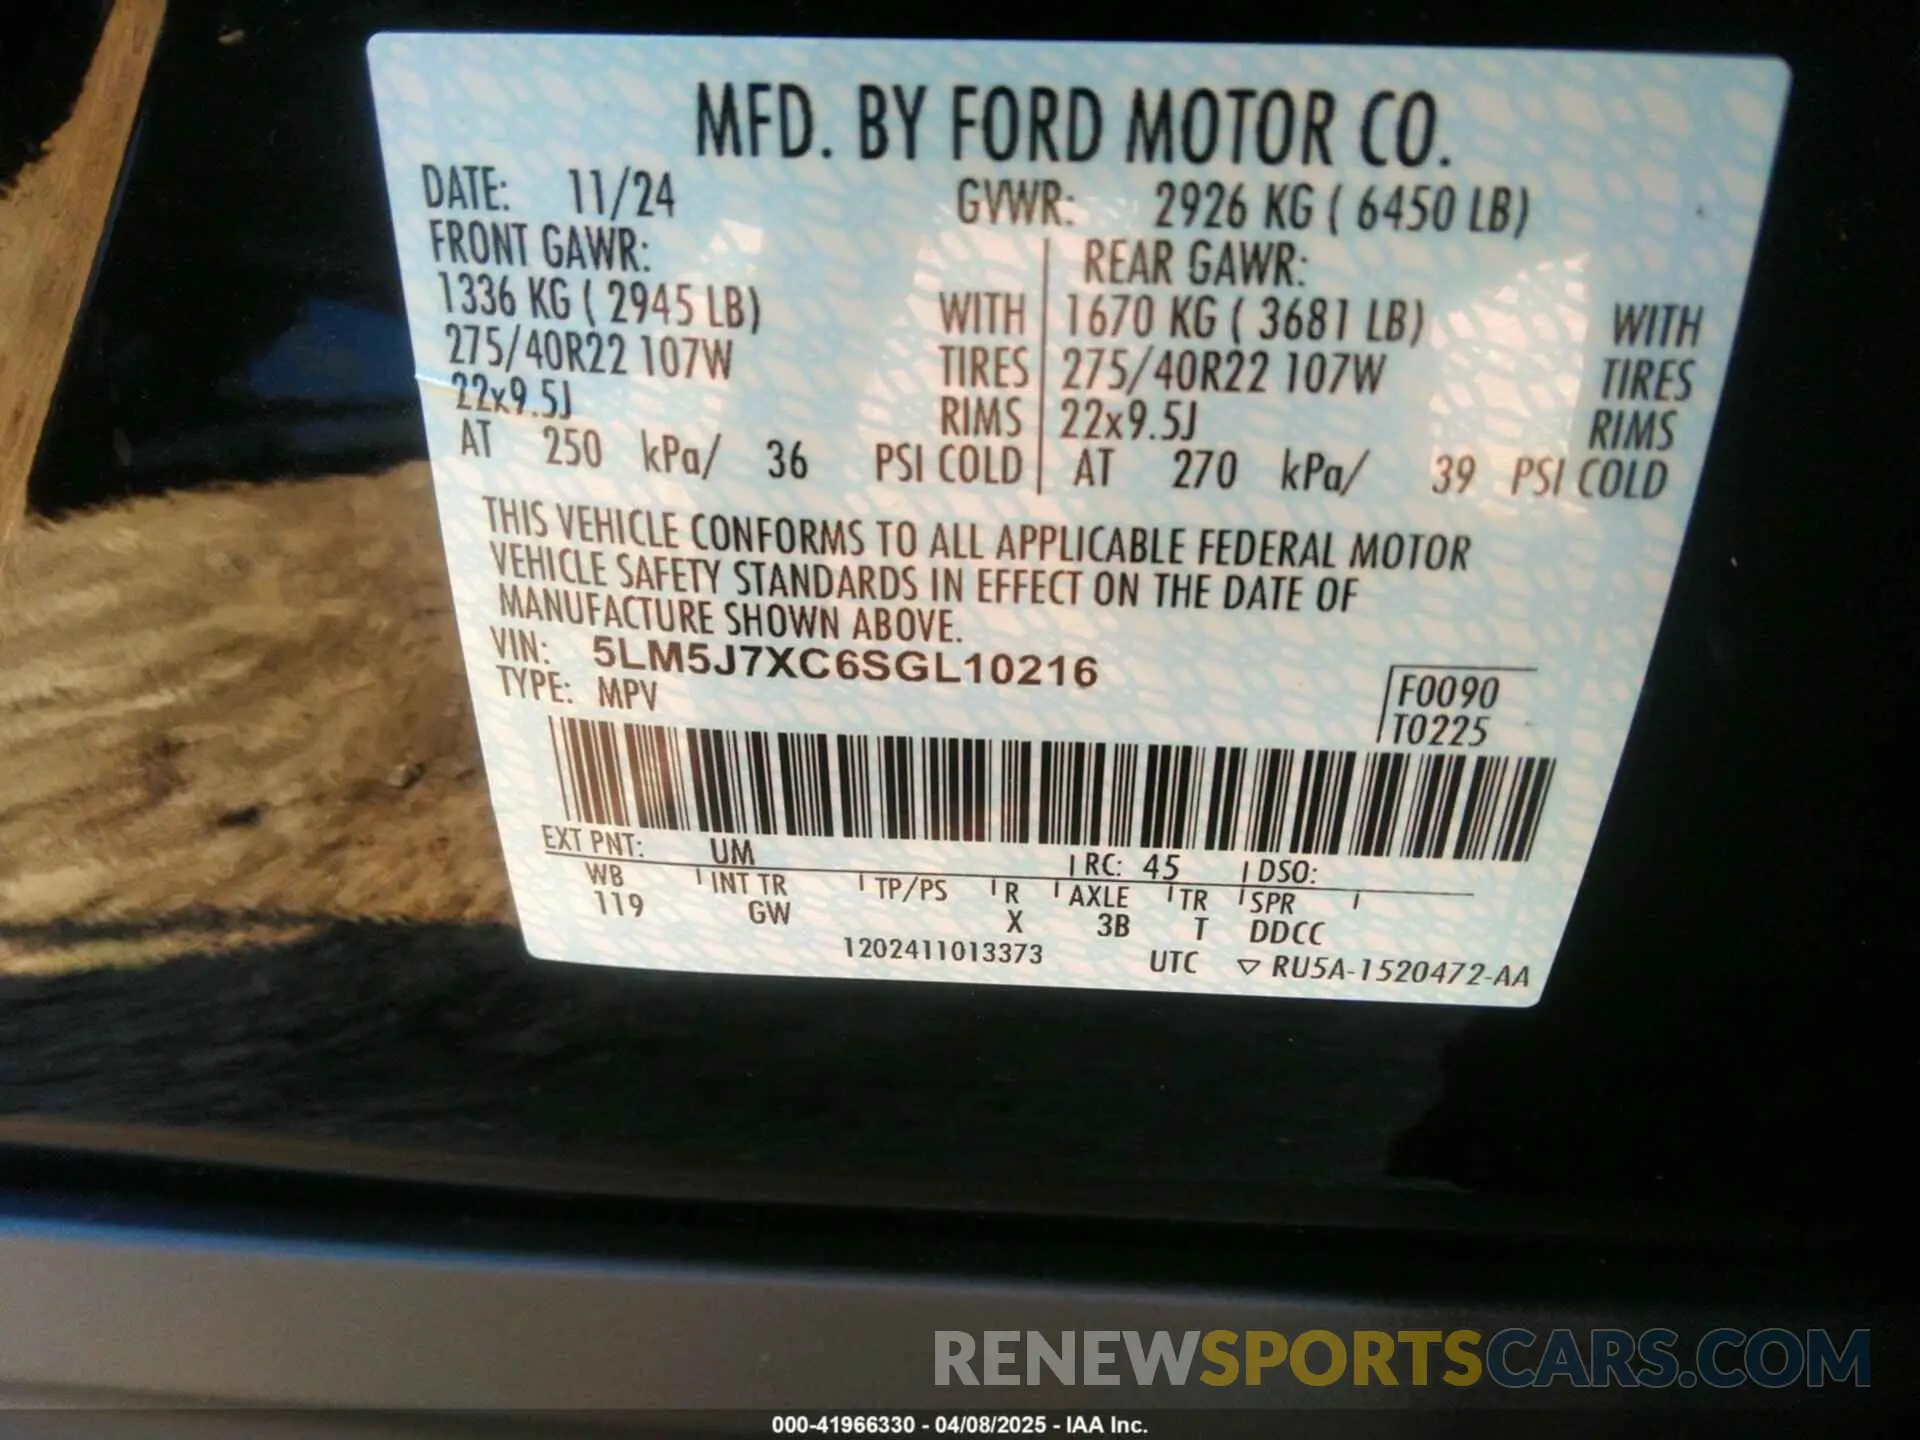 MFD. BY FORD MOTOR CO.
DATE: 11/24 GVWR: 2926 KG ( 6450 LB)
FRONT GAWR: REAR GAWR:
1336 KG ( 2945 LB) WITH 1670 KG ( 3681 LB) WITH
275/40R22 107W TIRES 275/40R22 107W TIRES
22x9.5J RIMS 22x9.5J RIMS
AT 250 kPa/ 36 PSI COLD AT 270 kPa/ 39 PSI COLD
THIS VEHICLE CONFORMS TO ALL APPLICABLE FEDERAL MOTOR
VEHICLE SAFETY STANDARDS IN EFFECT ON THE DATE OF
MANUFACTURE SHOWN ABOVE.
VIN: 5LM5J7XC6SGL10216
TYPE: MPV
F0090
T0225
EXT PNT: UM RC: 45 DSO:
WB INT TR TP/PS R AXLE TR SPR
119 GW X 3B T DDCC
1202411013373 UTC ▽ RU5A-1520472-AA
RENEWSPORTSCARS.COM
000-41966330 - 04/08/2025 - IAA Inc.